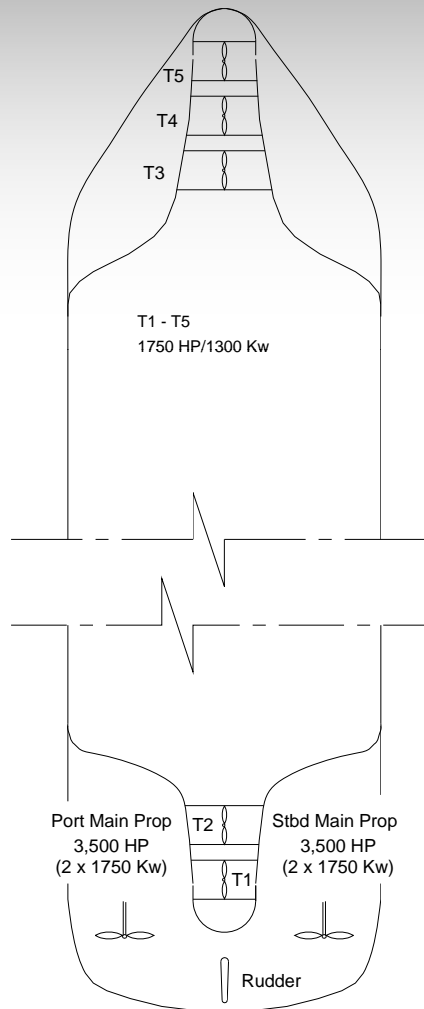 T5
T4
T3
T1 - T5
1750 HP/1300 Kw
Port Main Prop
3,500 HP
(2 x 1750 Kw)
T2
Stbd Main Prop
3,500 HP
(2 x 1750 Kw)
T1
Rudder